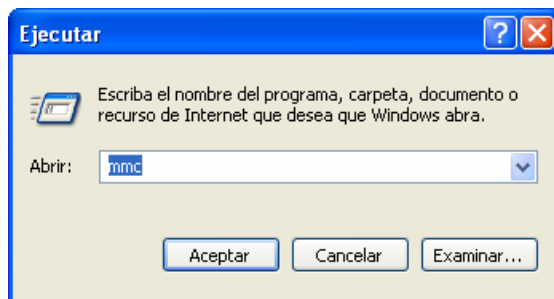 Ejecutar
Escriba el nombre del programa, carpeta, documento o
recurso de Internet que desea que Windows abra.
Abrir: mmc
Aceptar Cancelar Examinar...